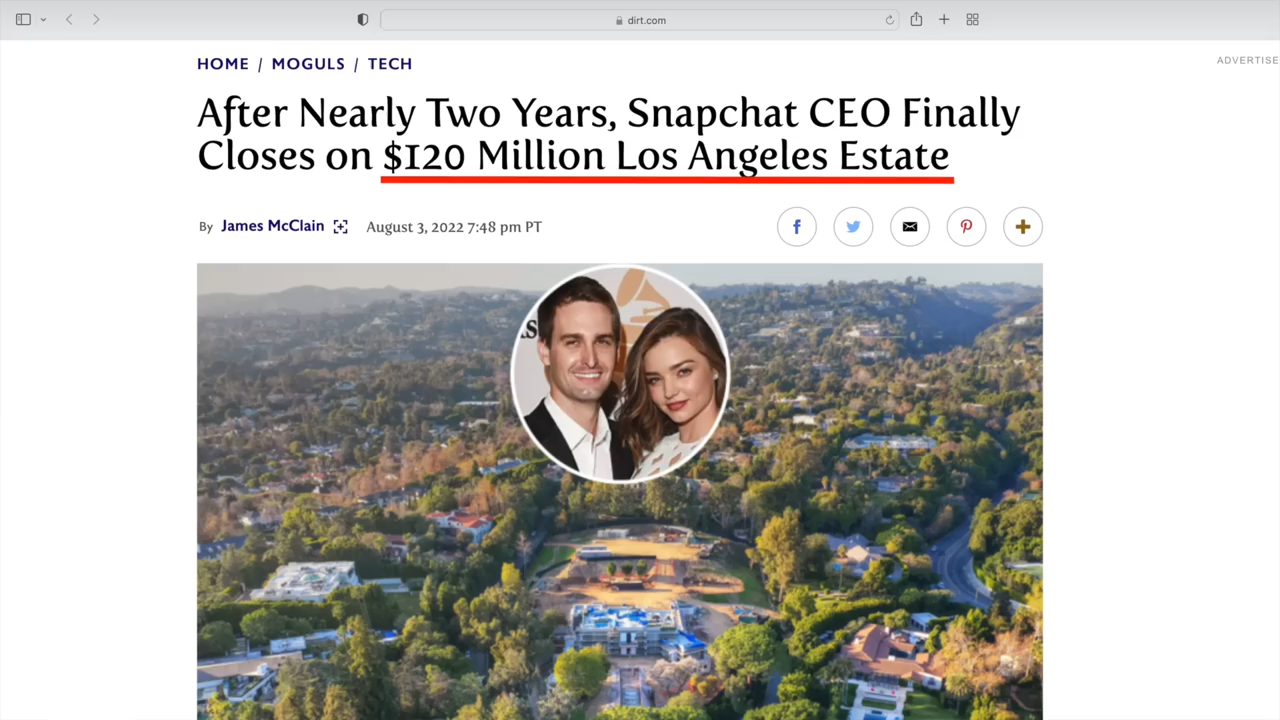 dirt.com
ADVERTISE
HOME / MOGULS / TECH
After Nearly Two Years, Snapchat CEO Finally
Closes on $120 Million Los Angeles Estate
By James McClain August 3, 2022 7:48 pm PT